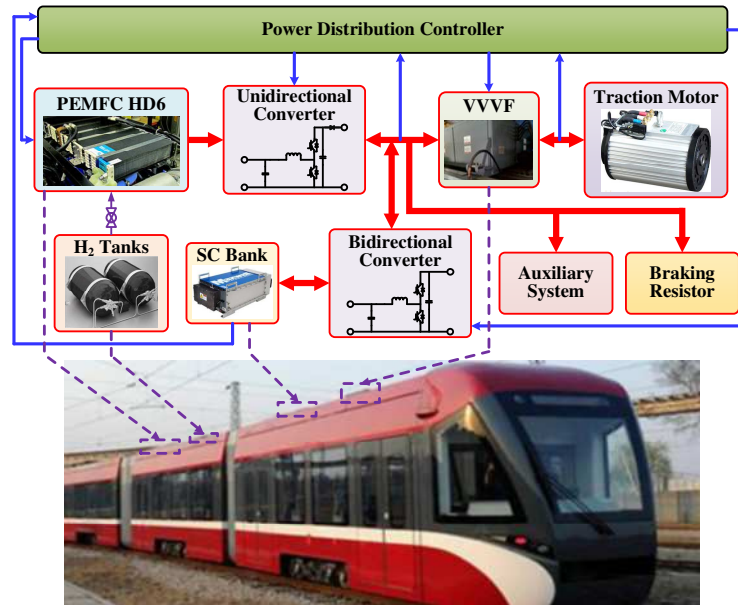 Power Distribution Controller
PEMFC HD6
Unidirectional
Converter
VVVF
Traction Motor
H₂ Tanks
SC Bank
Bidirectional
Converter
Auxiliary
System
Braking
Resistor